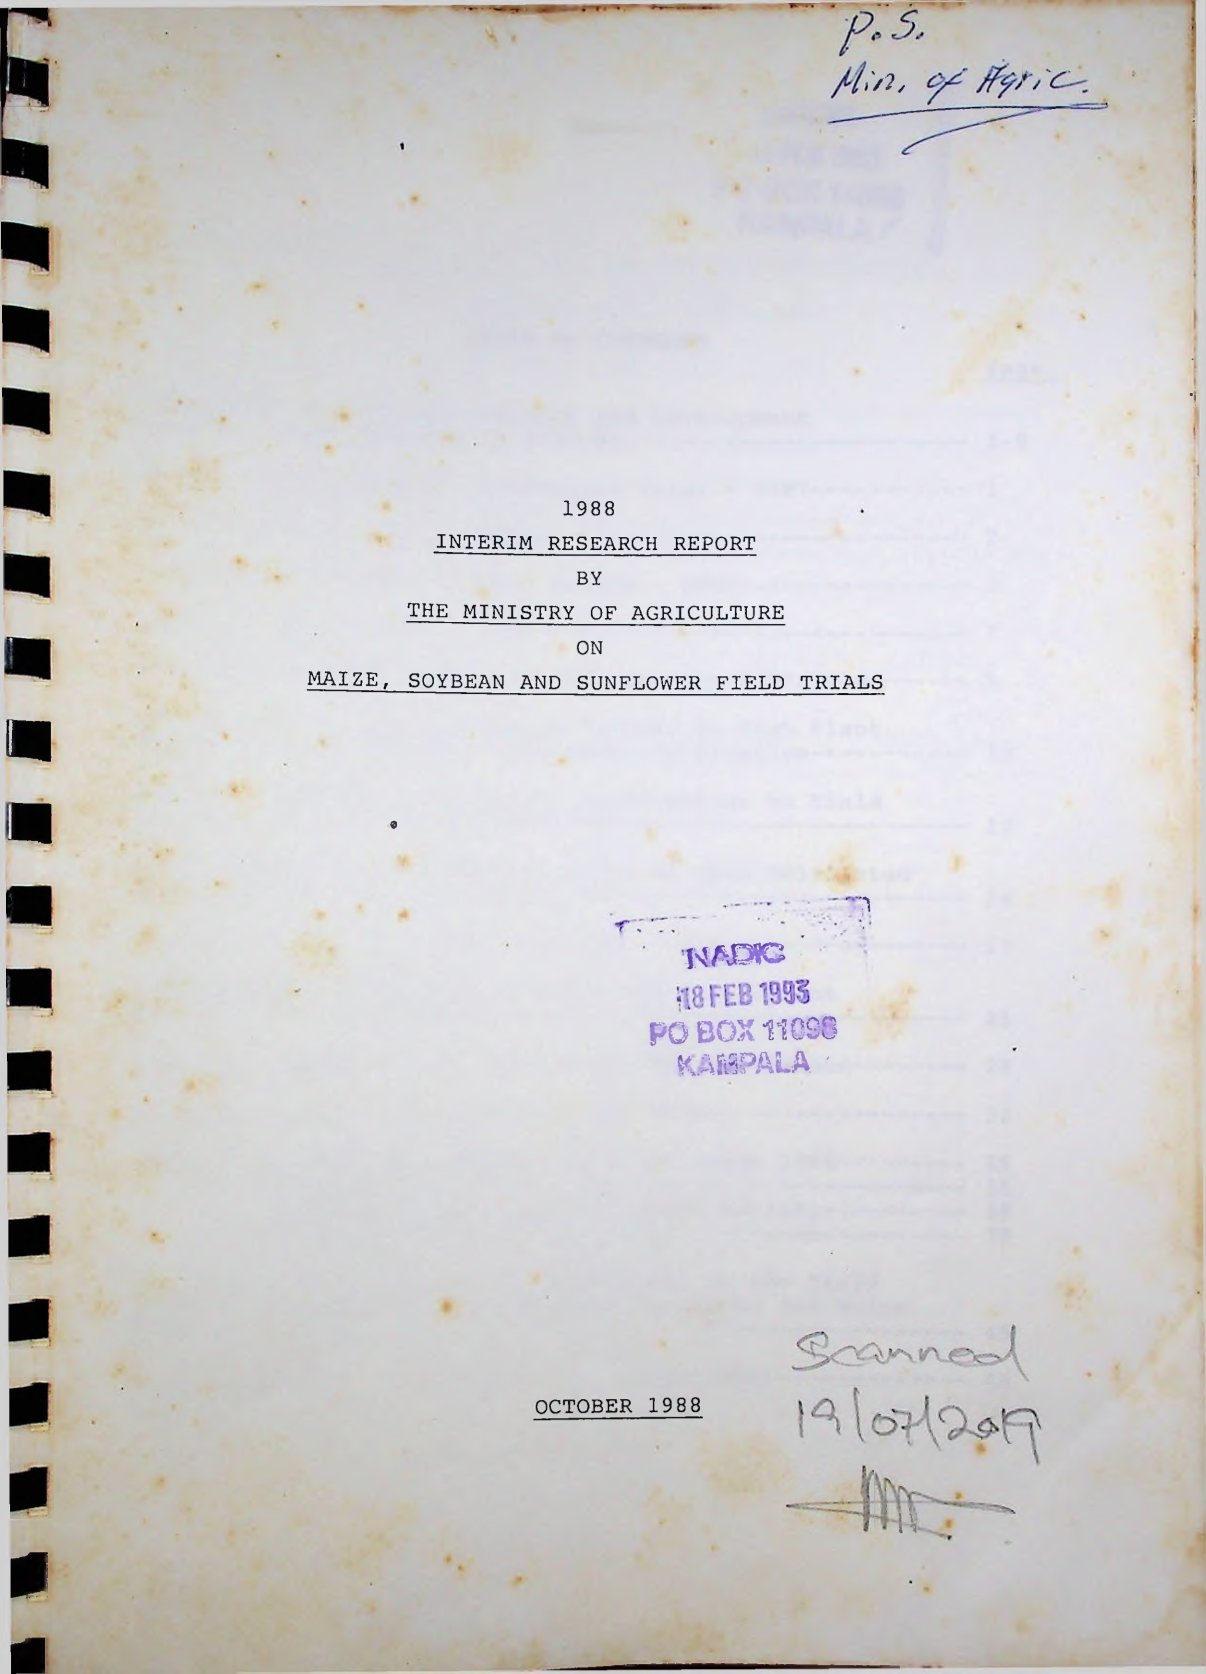 P.S.
Min. of Agric.
1988
INTERIM RESEARCH REPORT
BY
THE MINISTRY OF AGRICULTURE
ON
MAIZE, SOYBEAN AND SUNFLOWER FIELD TRIALS
NADIC
18 FEB 1993
PO BOX 11098
KAMPALA
Scanned
OCTOBER 1988
19/07/2019